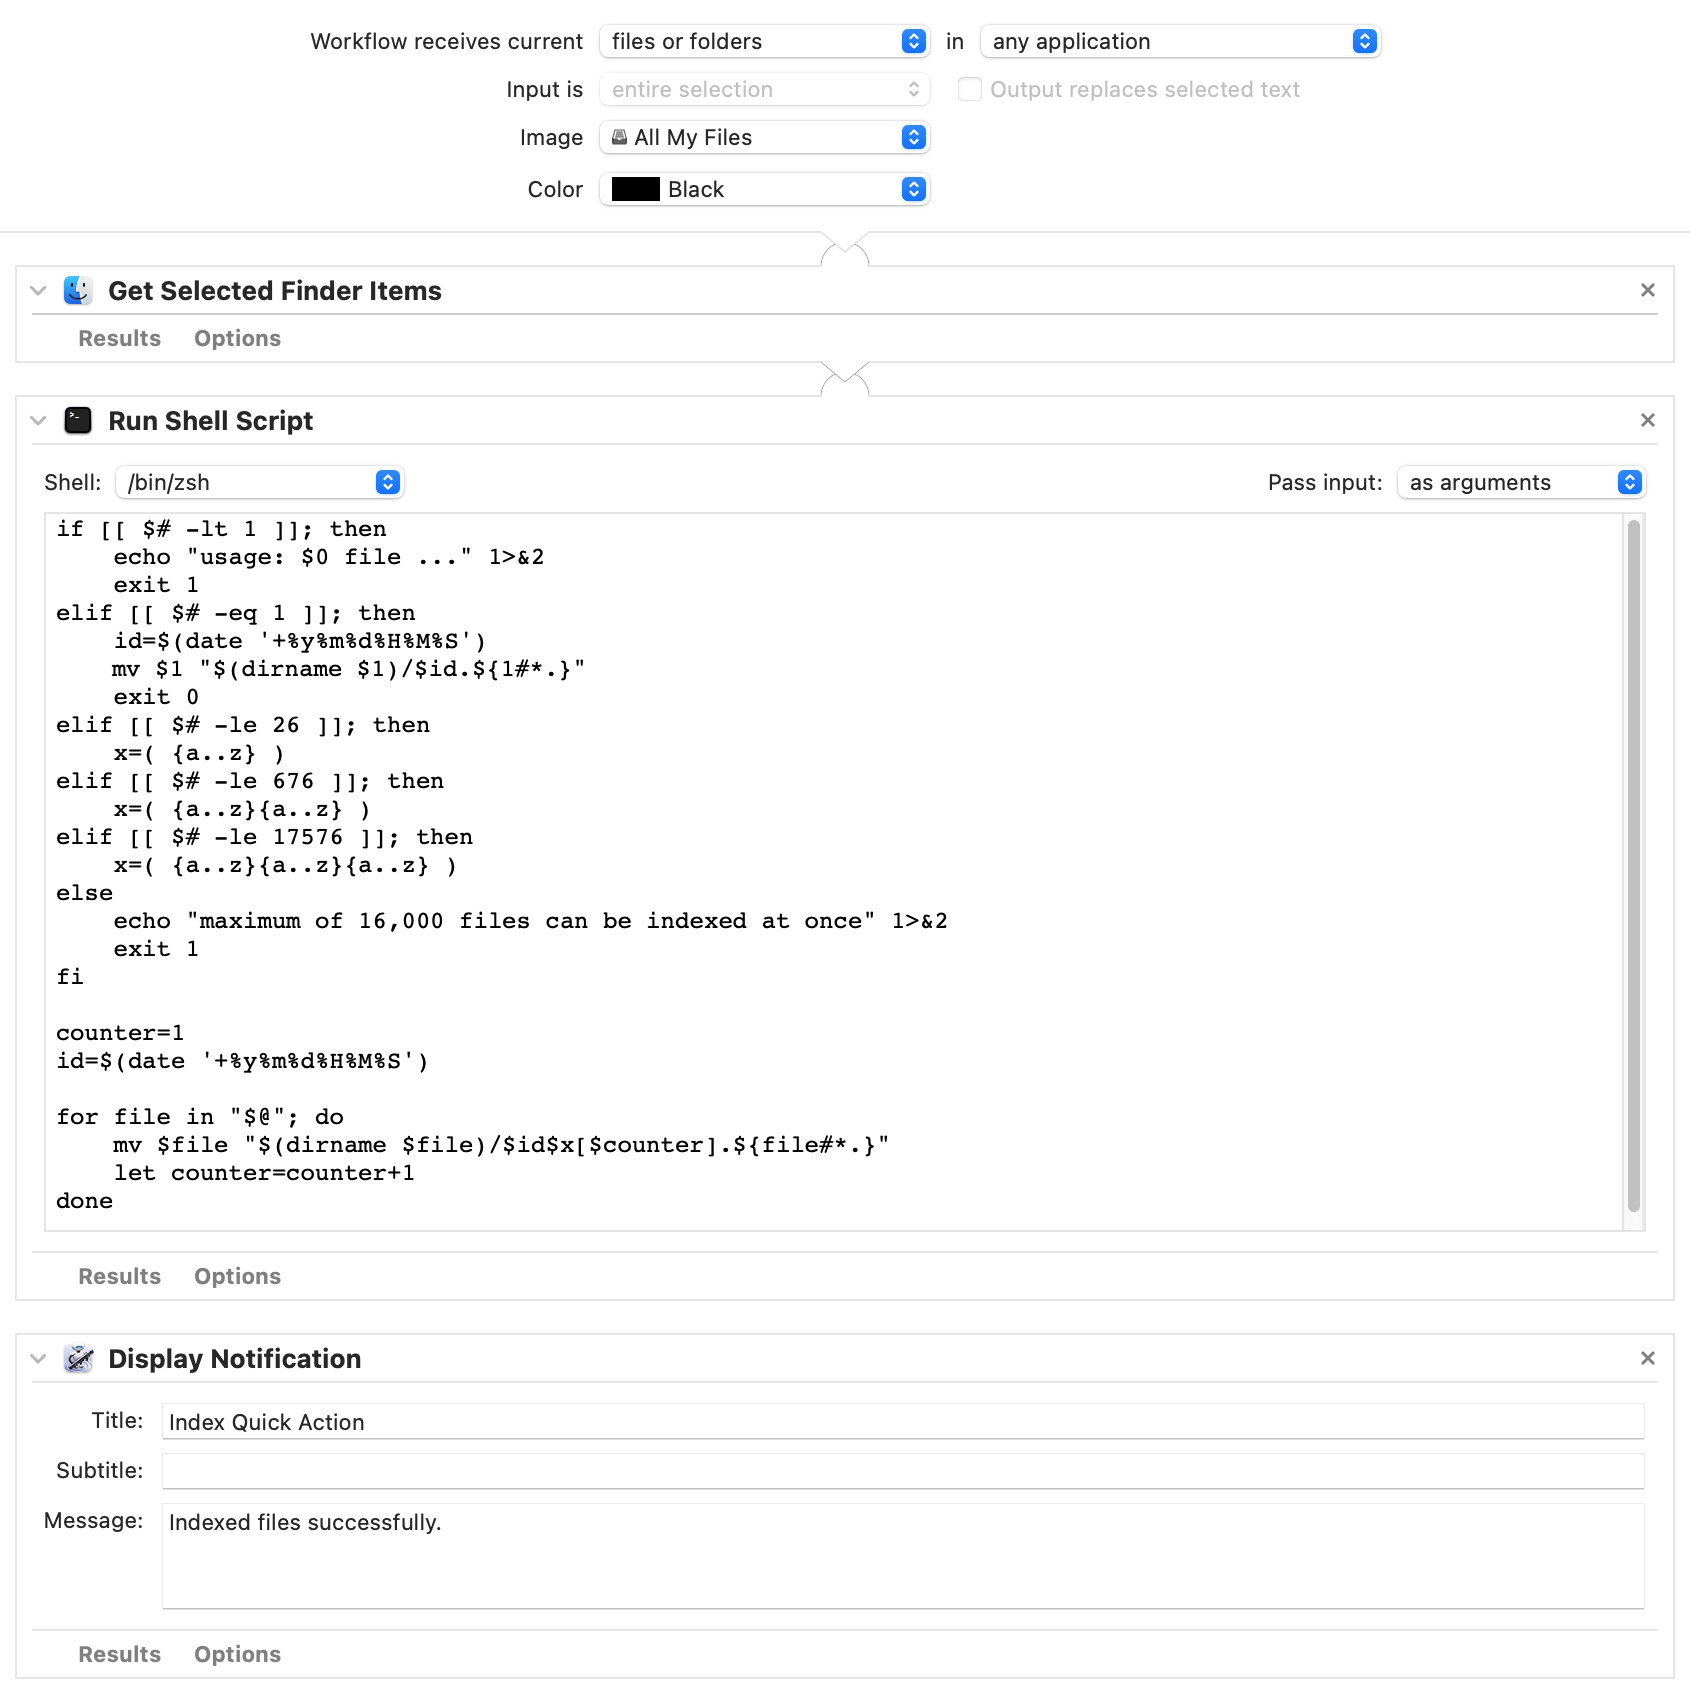 Workflow receives current files or folders in any application
Input is entire selection Output replaces selected text
Image All My Files
Color Black
Get Selected Finder Items
Results Options
Run Shell Script
Shell: /bin/zsh Pass input: as arguments
if [[ $# -lt 1 ]]; then
    echo "usage: $0 file ..." 1>&2
    exit 1
elif [[ $# -eq 1 ]]; then
    id=$(date '+%y%m%d%H%M%S')
    mv $1 "$(dirname $1)/$id.${1#*.}"
    exit 0
elif [[ $# -le 26 ]]; then
    x=( {a..z} )
elif [[ $# -le 676 ]]; then
    x=( {a..z}{a..z} )
elif [[ $# -le 17576 ]]; then
    x=( {a..z}{a..z}{a..z} )
else
    echo "maximum of 16,000 files can be indexed at once" 1>&2
    exit 1
fi

counter=1
id=$(date '+%y%m%d%H%M%S')

for file in "$@"; do
    mv $file "$(dirname $file)/$id$x[$counter].${file#*.}"
    let counter=counter+1
done
Results Options
Display Notification
Title: Index Quick Action
Subtitle:
Message: Indexed files successfully.
Results Options